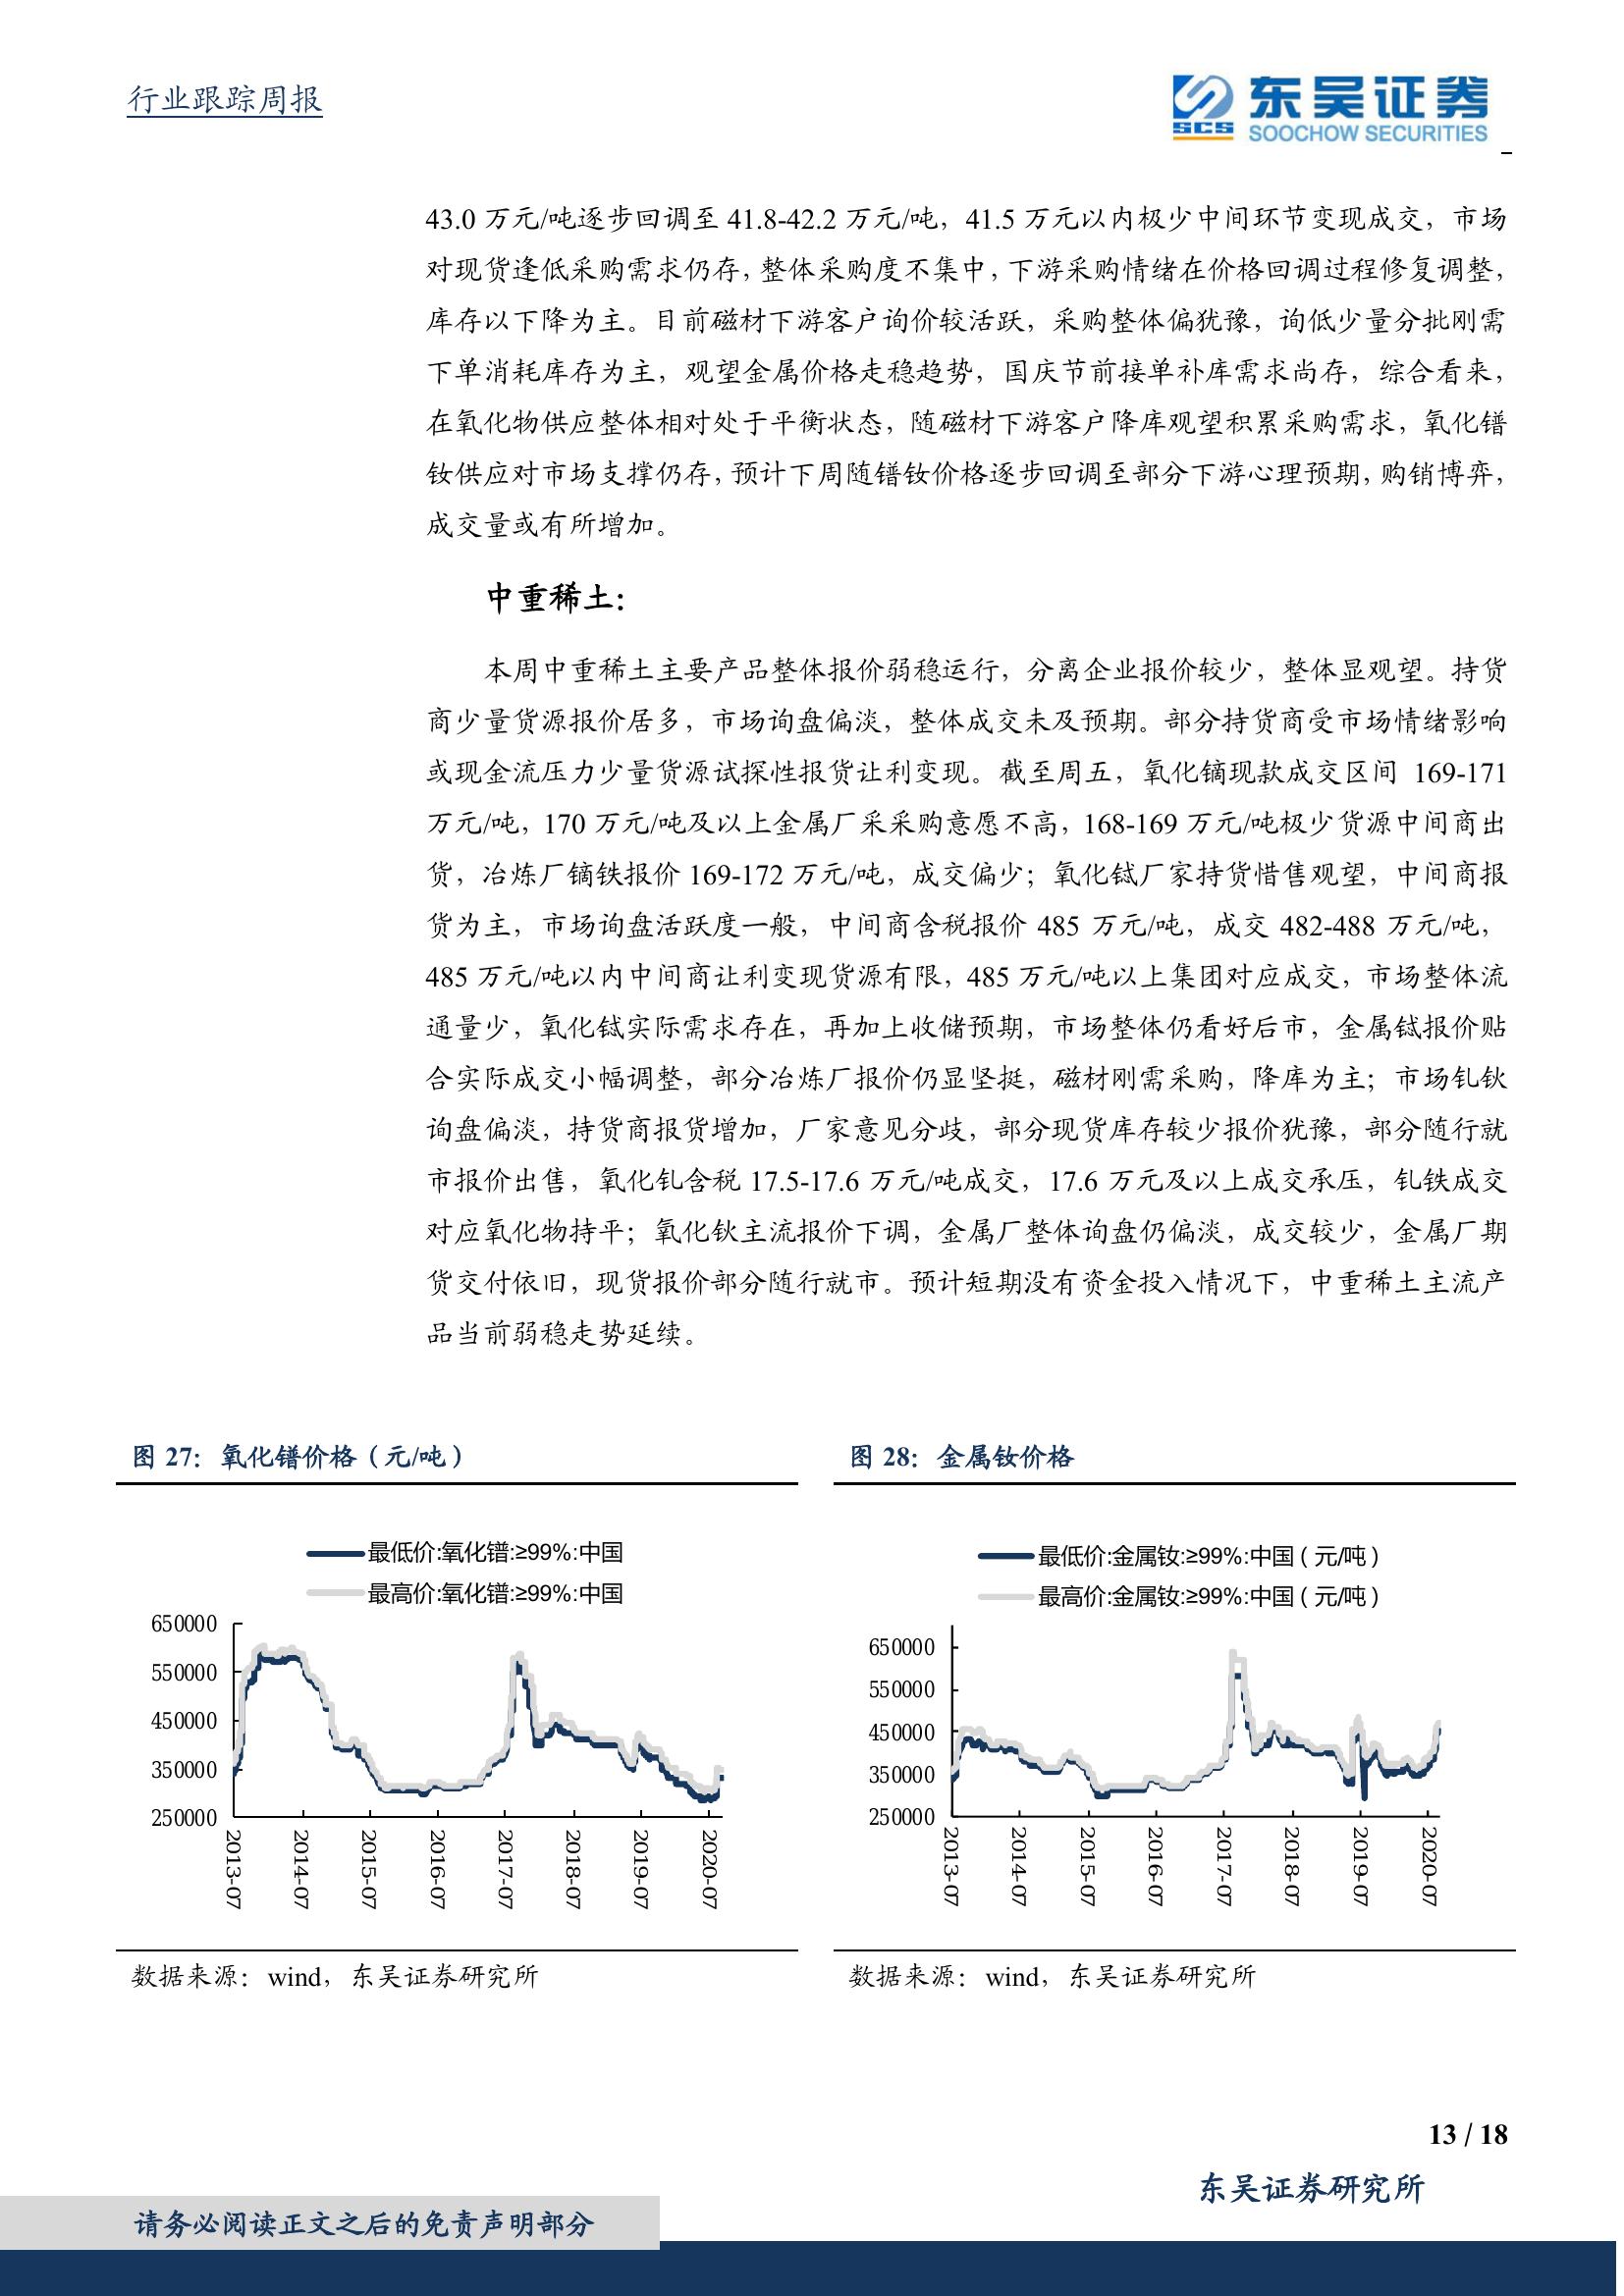 行业跟踪周报
SCS
东吴证券
SOOCHOW SECURITIES
43.0 万元/吨逐步回调至 41.8-42.2 万元/吨，41.5 万元以内极少中间环节变现成交，市场
对现货逢低采购需求仍存，整体采购度不集中，下游采购情绪在价格回调过程修复调整，
库存以下降为主。目前磁材下游客户询价较活跃，采购整体偏犹豫，询低少量分批刚需
下单消耗库存为主，观望金属价格走稳趋势，国庆节前接单补库需求尚存，综合看来，
在氧化物供应整体相对处于平衡状态，随磁材下游客户降库观望积累采购需求，氧化镨
钕供应对市场支撑仍存，预计下周随镨钕价格逐步回调至部分下游心理预期，购销博弈，
成交量或有所增加。
中重稀土：
本周中重稀土主要产品整体报价弱稳运行，分离企业报价较少，整体显观望。持货
商少量货源报价居多，市场询盘偏淡，整体成交未及预期。部分持货商受市场情绪影响
或现金流压力少量货源试探性报货让利变现。截至周五，氧化镝现款成交区间 169-171
万元/吨，170 万元/吨及以上金属厂采采购意愿不高，168-169 万元/吨极少货源中间商出
货，冶炼厂镝铁报价 169-172 万元/吨，成交偏少；氧化铽厂家持货惜售观望，中间商报
货为主，市场询盘活跃度一般，中间商含税报价 485 万元/吨，成交 482-488 万元/吨，
485 万元/吨以内中间商让利变现货源有限，485 万元/吨以上集团对应成交，市场整体流
通量少，氧化铽实际需求存在，再加上收储预期，市场整体仍看好后市，金属铽报价贴
合实际成交小幅调整，部分冶炼厂报价仍显坚挺，磁材刚需采购，降库为主；市场钆钬
询盘偏淡，持货商报货增加，厂家意见分歧，部分现货库存较少报价犹豫，部分随行就
市报价出售，氧化钆含税 17.5-17.6 万元/吨成交，17.6 万元及以上成交承压，钆铁成交
对应氧化物持平；氧化钬主流报价下调，金属厂整体询盘仍偏淡，成交较少，金属厂期
货交付依旧，现货报价部分随行就市。预计短期没有资金投入情况下，中重稀土主流产
品当前弱稳走势延续。
图 27：氧化镨价格（元/吨）
最低价:氧化镨:≥99%:中国
最高价:氧化镨:≥99%:中国
650000
550000
450000
350000
250000
2013-07
2014-07
2015-07
2016-07
2017-07
2018-07
2019-07
2020-07
数据来源：wind，东吴证券研究所
图 28：金属钕价格
最低价:金属钕:≥99%:中国（元/吨）
最高价:金属钕:≥99%:中国（元/吨）
650000
550000
450000
350000
250000
2013-07
2014-07
2015-07
2016-07
2017-07
2018-07
2019-07
2020-07
数据来源：wind，东吴证券研究所
13 / 18
东吴证券研究所
请务必阅读正文之后的免责声明部分